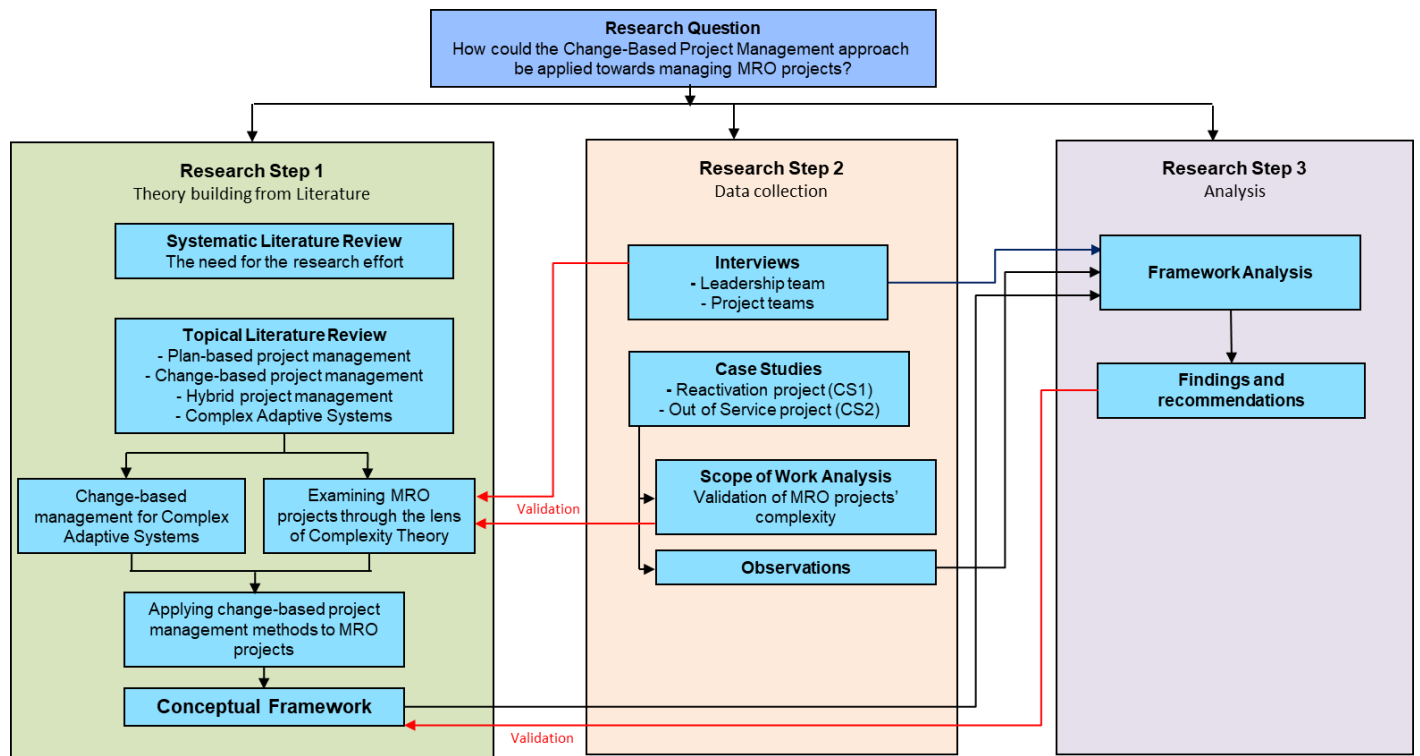 Research Question
How could the Change-Based Project Management approach
be applied towards managing MRO projects?
Research Step 1
Theory building from Literature
Systematic Literature Review
The need for the research effort
Topical Literature Review
- Plan-based project management
- Change-based project management
- Hybrid project management
- Complex Adaptive Systems
Change-based
management for Complex
Adaptive Systems
Examining MRO
projects through the lens
of Complexity Theory
Applying change-based project
management methods to MRO
projects
Conceptual Framework
Research Step 2
Data collection
Interviews
- Leadership team
- Project teams
Case Studies
- Reactivation project (CS1)
- Out of Service project (CS2)
Scope of Work Analysis
Validation of MRO projects’
complexity
Observations
Validation
Validation
Research Step 3
Analysis
Framework Analysis
Findings and
recommendations